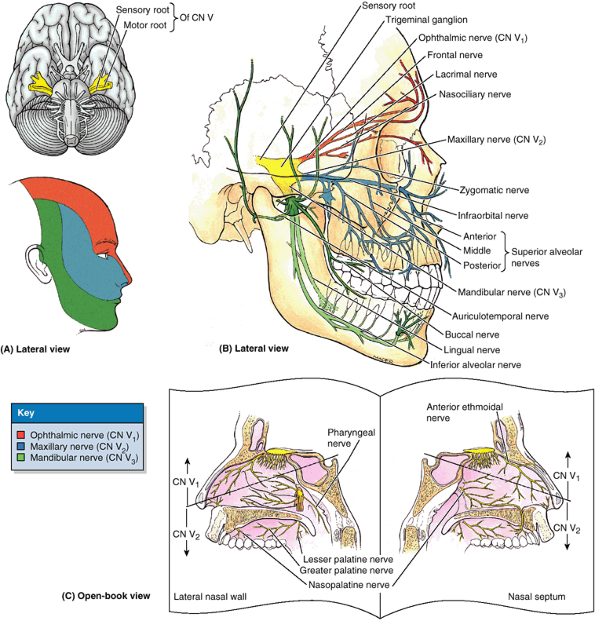 Sensory root
Motor root
Of CN V
(A) Lateral view
Sensory root
Trigeminal ganglion
Ophthalmic nerve (CN V1)
Frontal nerve
Lacrimal nerve
Nasociliary nerve
Maxillary nerve (CN V2)
Zygomatic nerve
Infraorbital nerve
Anterior
Middle
Posterior
Superior alveolar
nerves
Mandibular nerve (CN V3)
Auriculotemporal nerve
Buccal nerve
Lingual nerve
Inferior alveolar nerve
(B) Lateral view
Key
Ophthalmic nerve (CN V1)
Maxillary nerve (CN V2)
Mandibular nerve (CN V3)
CN V1
CN V2
Pharyngeal
nerve
Lesser palatine nerve
Greater palatine nerve
Nasopalatine nerve
Anterior ethmoidal
nerve
CN V1
CN V2
(C) Open-book view
Lateral nasal wall
Nasal septum